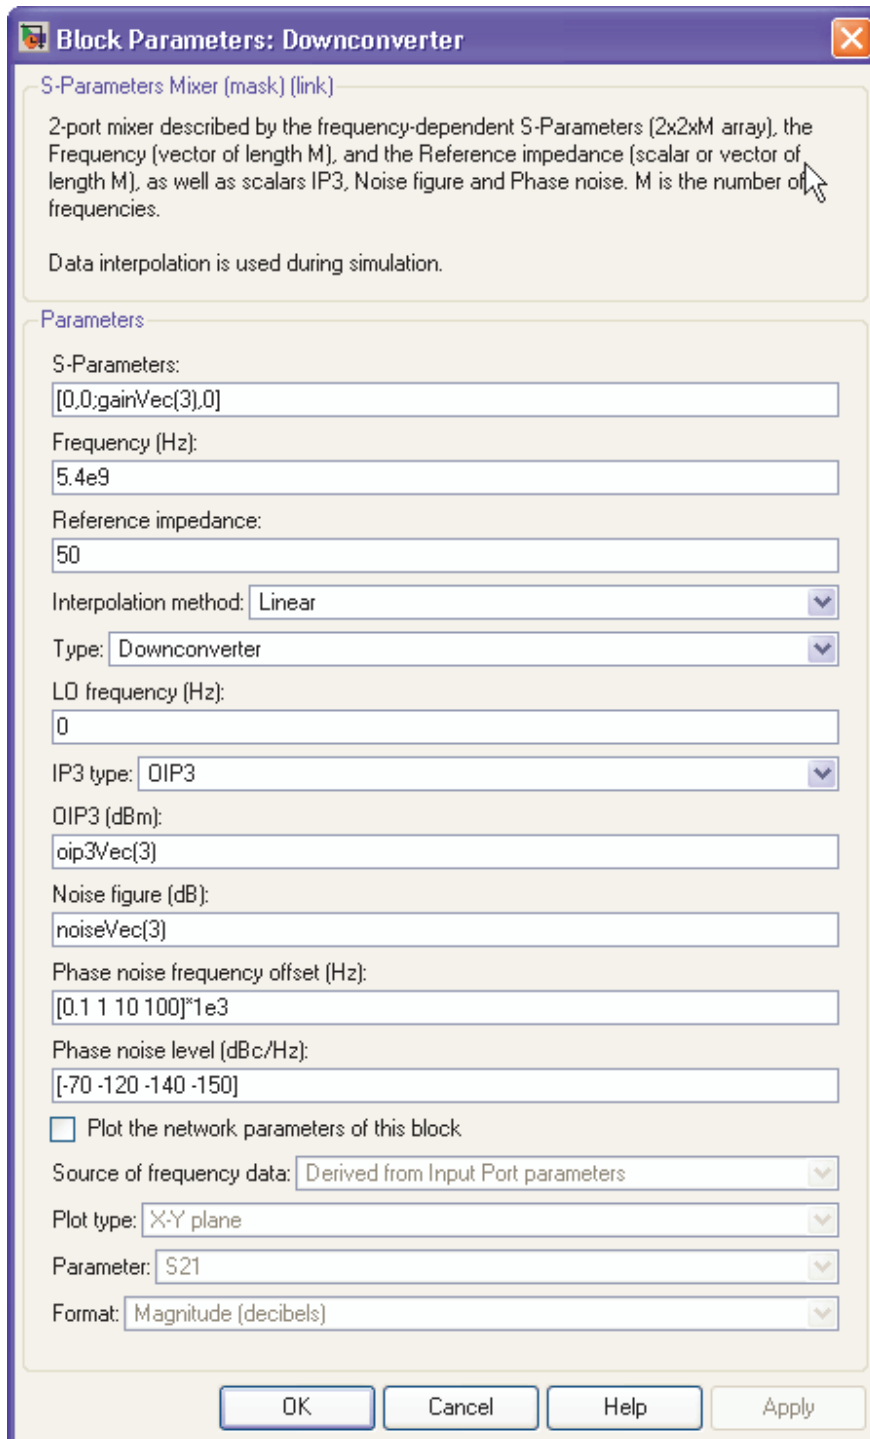 Block Parameters: Downconverter
S-Parameters Mixer (mask) (link)
2-port mixer described by the frequency-dependent S-Parameters (2x2xM array), the
Frequency (vector of length M), and the Reference impedance (scalar or vector of
length M), as well as scalars IP3, Noise figure and Phase noise. M is the number of
frequencies.
Data interpolation is used during simulation.
Parameters
S-Parameters:
[0,0;gainVec(3),0]
Frequency (Hz):
5.4e9
Reference impedance:
50
Interpolation method: Linear
Type: Downconverter
LO frequency (Hz):
0
IP3 type: OIP3
OIP3 (dBm):
oip3Vec(3)
Noise figure (dB):
noiseVec(3)
Phase noise frequency offset (Hz):
[0.1 1 10 100]*1e3
Phase noise level (dBc/Hz):
[-70 -120 -140 -150]
Plot the network parameters of this block
Source of frequency data: Derived from Input Port parameters
Plot type: X-Y plane
Parameter: S21
Format: Magnitude (decibels)
OK Cancel Help Apply